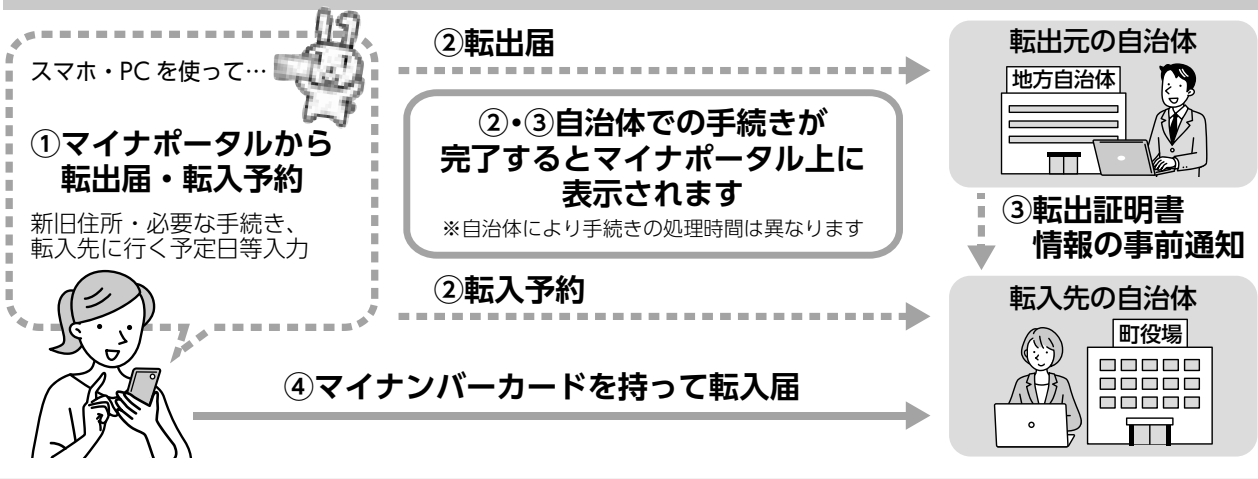 スマホ・PCを使って…
①マイナポータルから
転出届・転入予約
新旧住所・必要な手続き、
転入先に行く予定日等入力
②転出届
②・③自治体での手続きが
完了するとマイナポータル上に
表示されます
※自治体により手続きの処理時間は異なります
②転入予約
④マイナンバーカードを持って転入届
転出元の自治体
地方自治体
③転出証明書
情報の事前通知
転入先の自治体
町役場